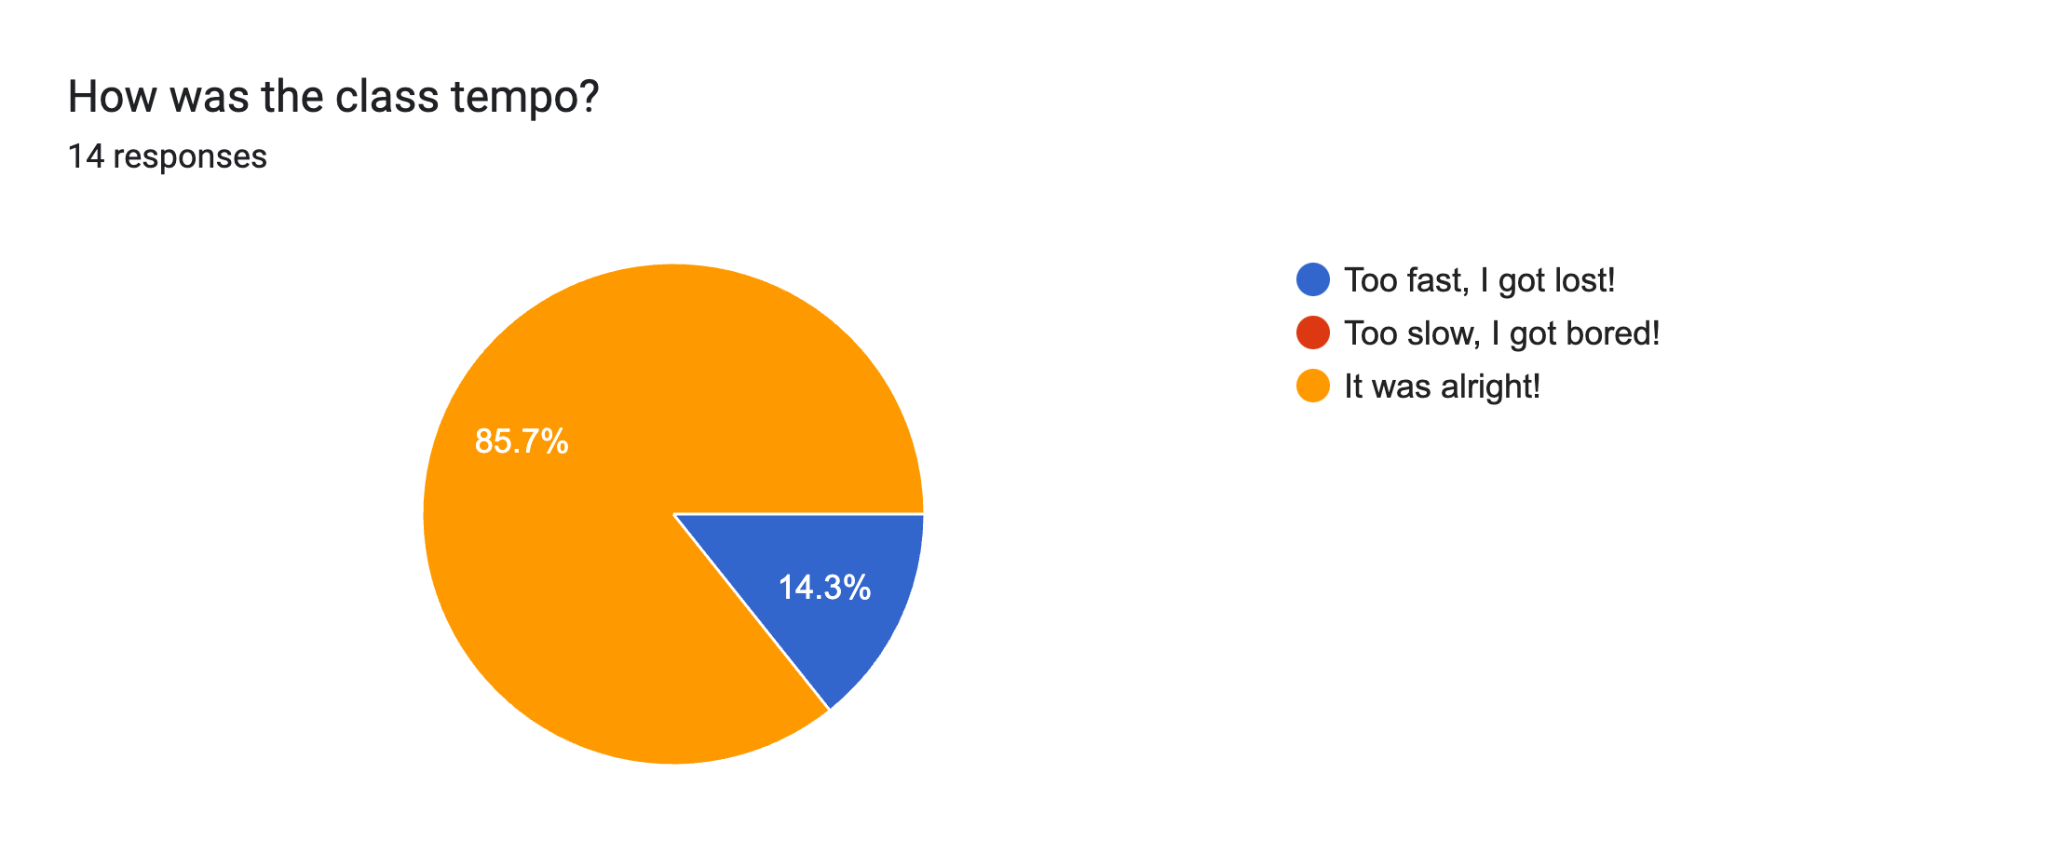 How was the class tempo?
14 responses
Too fast, I got lost!
Too slow, I got bored!
It was alright!
85.7%
14.3%